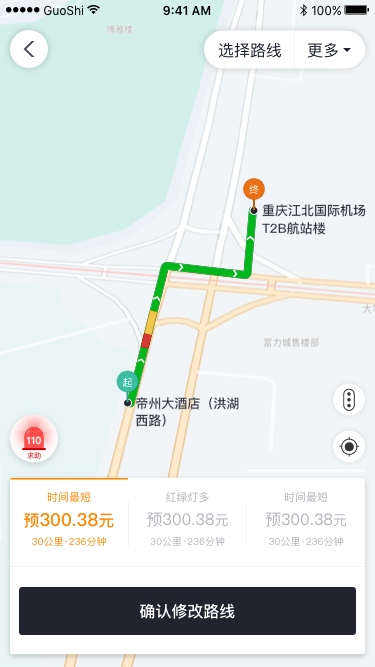 GuoShi 9:41 AM 100%
博雅楼
选择路线 更多
终
重庆江北国际机场
T2B航站楼
富力城售楼部
起
帝州大酒店（洪湖
西路）
110
求助
时间最短 红绿灯多 时间最短
预300.38元 预300.38元 预300.38元
30公里·236分钟 30公里·236分钟 30公里·236分钟
确认修改路线